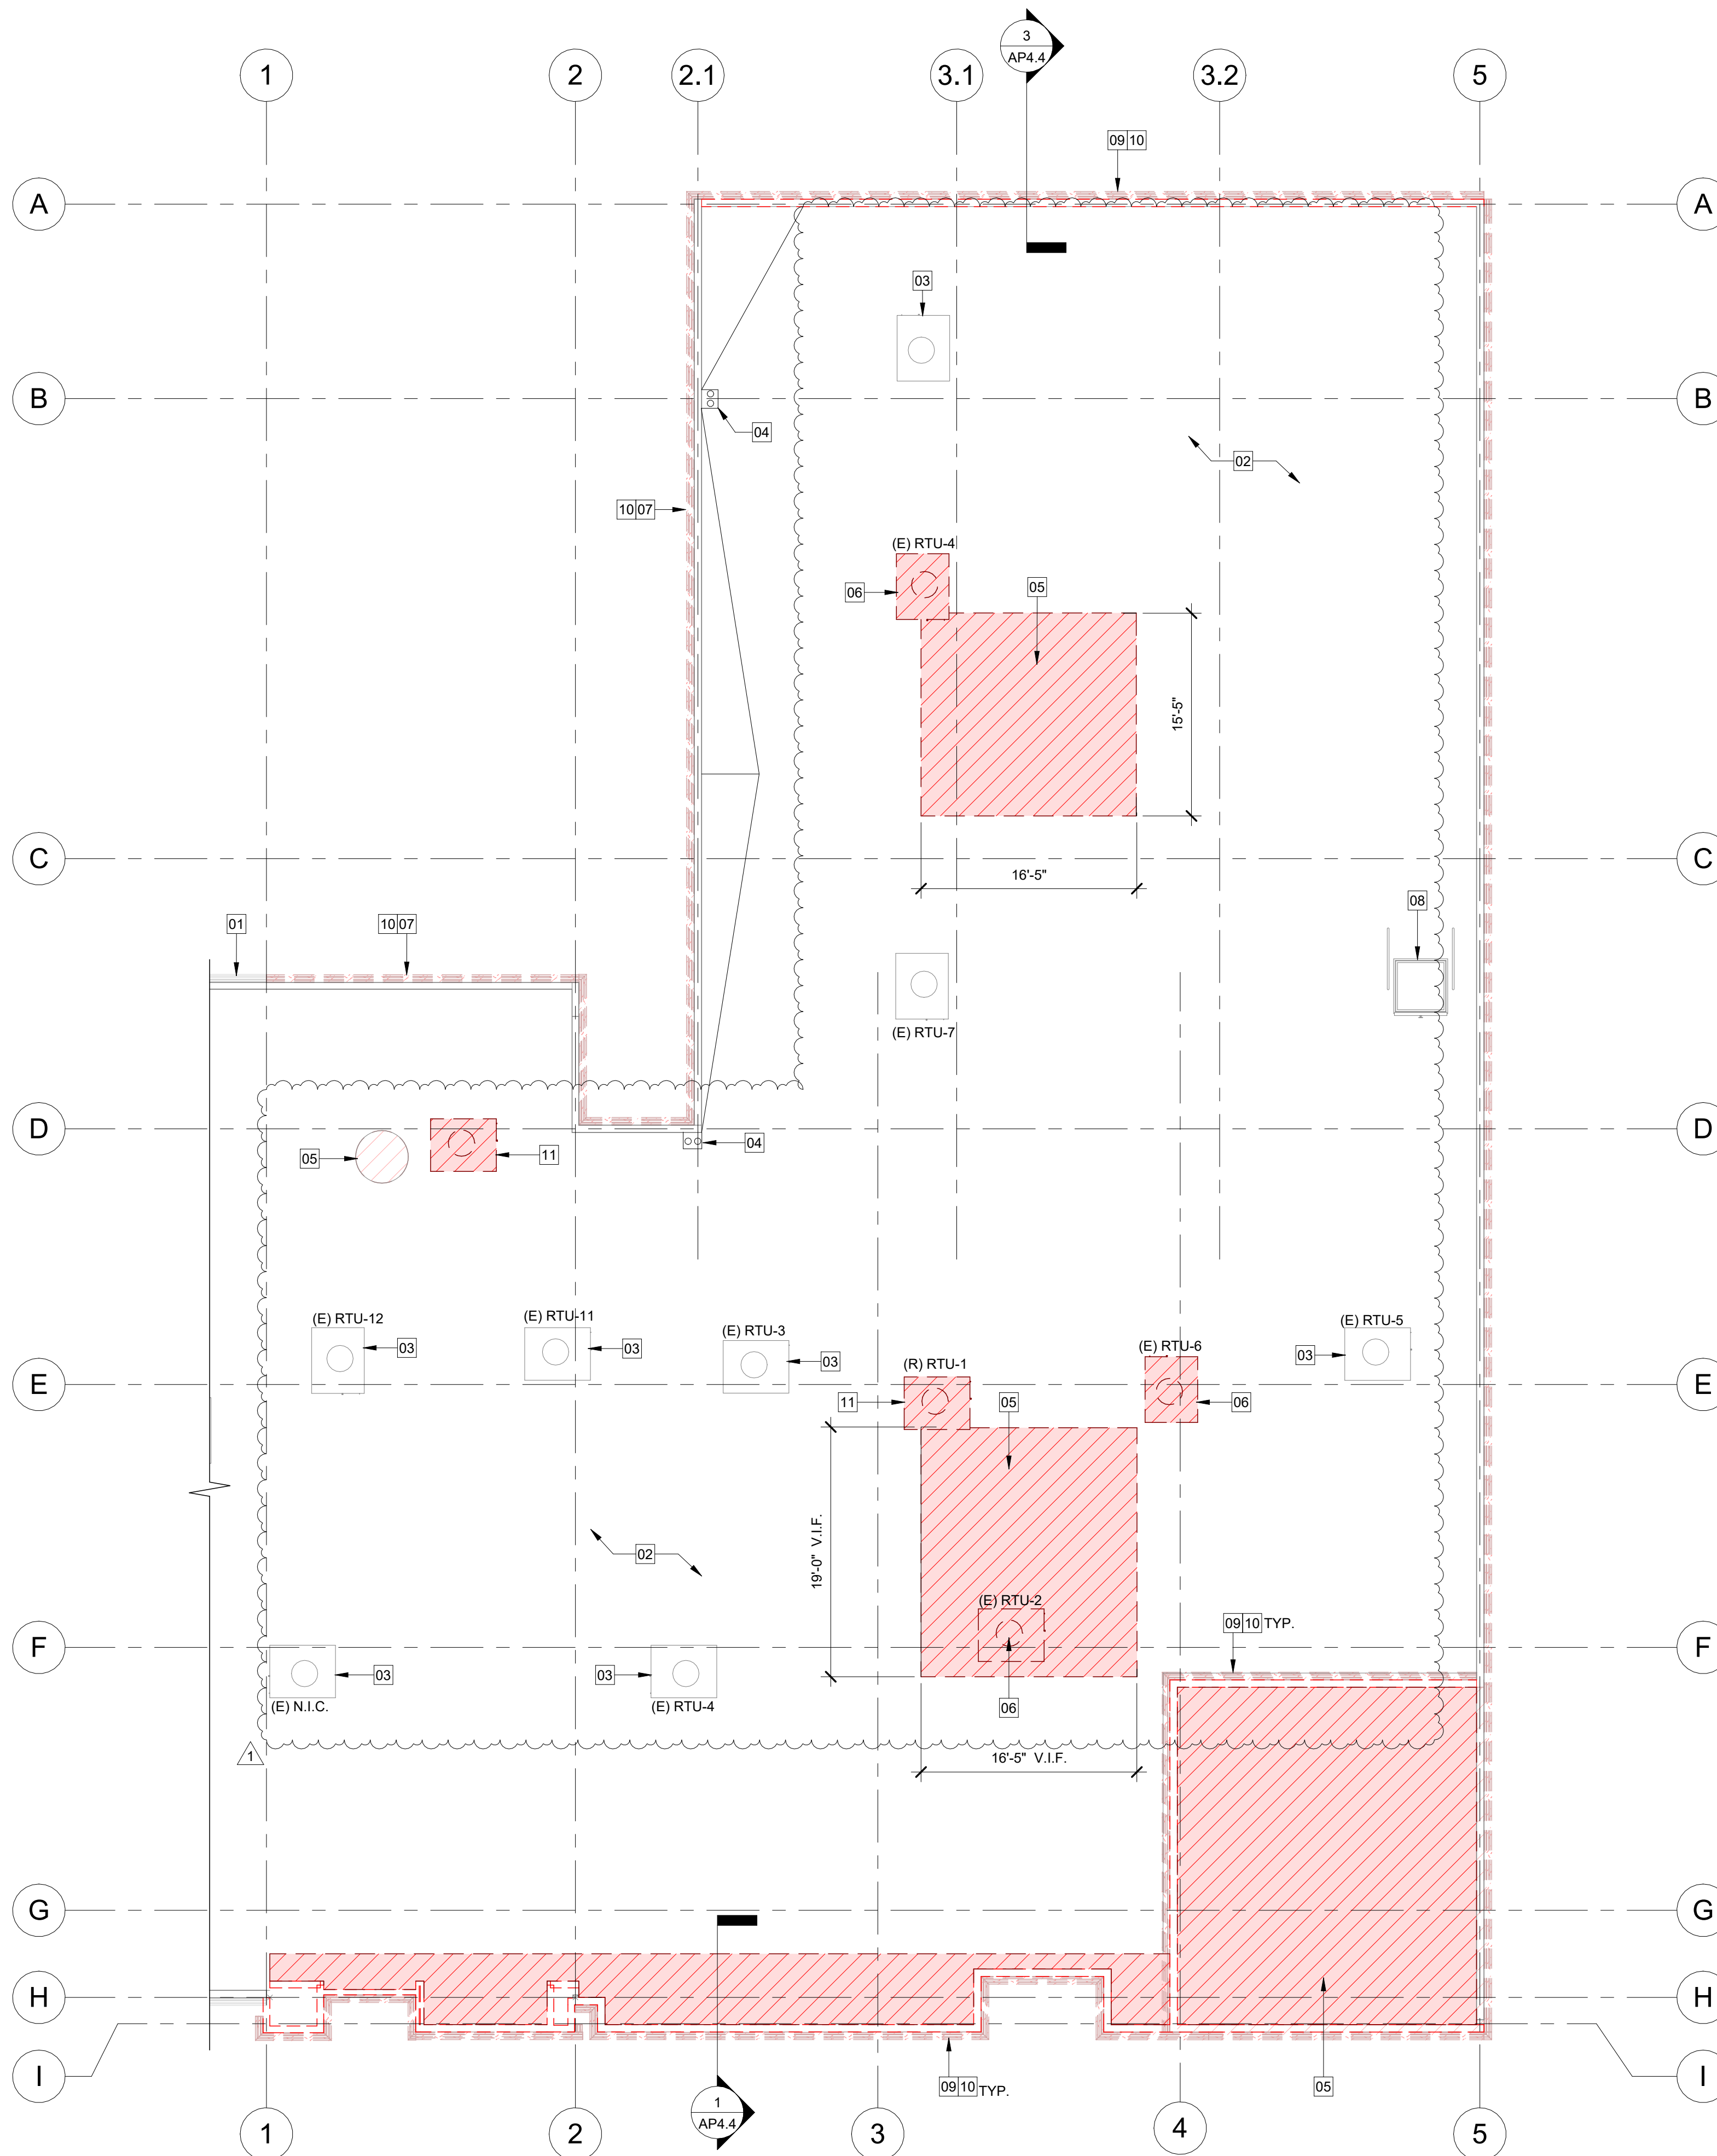 3
AP4.4
1
2
2.1
3.1
3.2
5
09 10
A
A
03
B
B
04
02
10 07
(E) RTU-4
06
05
15'-5"
C
C
16'-5"
01
10 07
08
(E) RTU-7
D
D
05
11
04
(E) RTU-12
03
(E) RTU-11
03
(E) RTU-3
03
(E) RTU-6
06
(E) RTU-5
03
(R) RTU-1
11
05
E
E
19'-0" V.I.F.
02
(E) RTU-2
06
09 10 TYP.
F
F
03
(E) N.I.C.
03
(E) RTU-4
1
16'-5" V.I.F.
G
G
H
H
I
I
09 10 TYP.
05
1
AP4.4
1
2
3
4
5